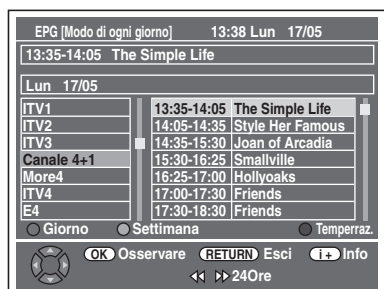 EPG [Modo di ogni giorno] 13:38 Lun 17/05
13:35-14:05 The Simple Life
Lun 17/05
ITV1
ITV2
ITV3
Canale 4+1
More4
ITV4
E4
13:35-14:05 The Simple Life
14:05-14:35 Style Her Famous
14:35-15:30 Joan of Arcadia
15:30-16:25 Smallville
16:25-17:00 Hollyoaks
17:00-17:30 Friends
17:30-18:30 Friends
Giorno Settimana Temperraz.
OK Osservare RETURN Esci i+ Info
24Ore